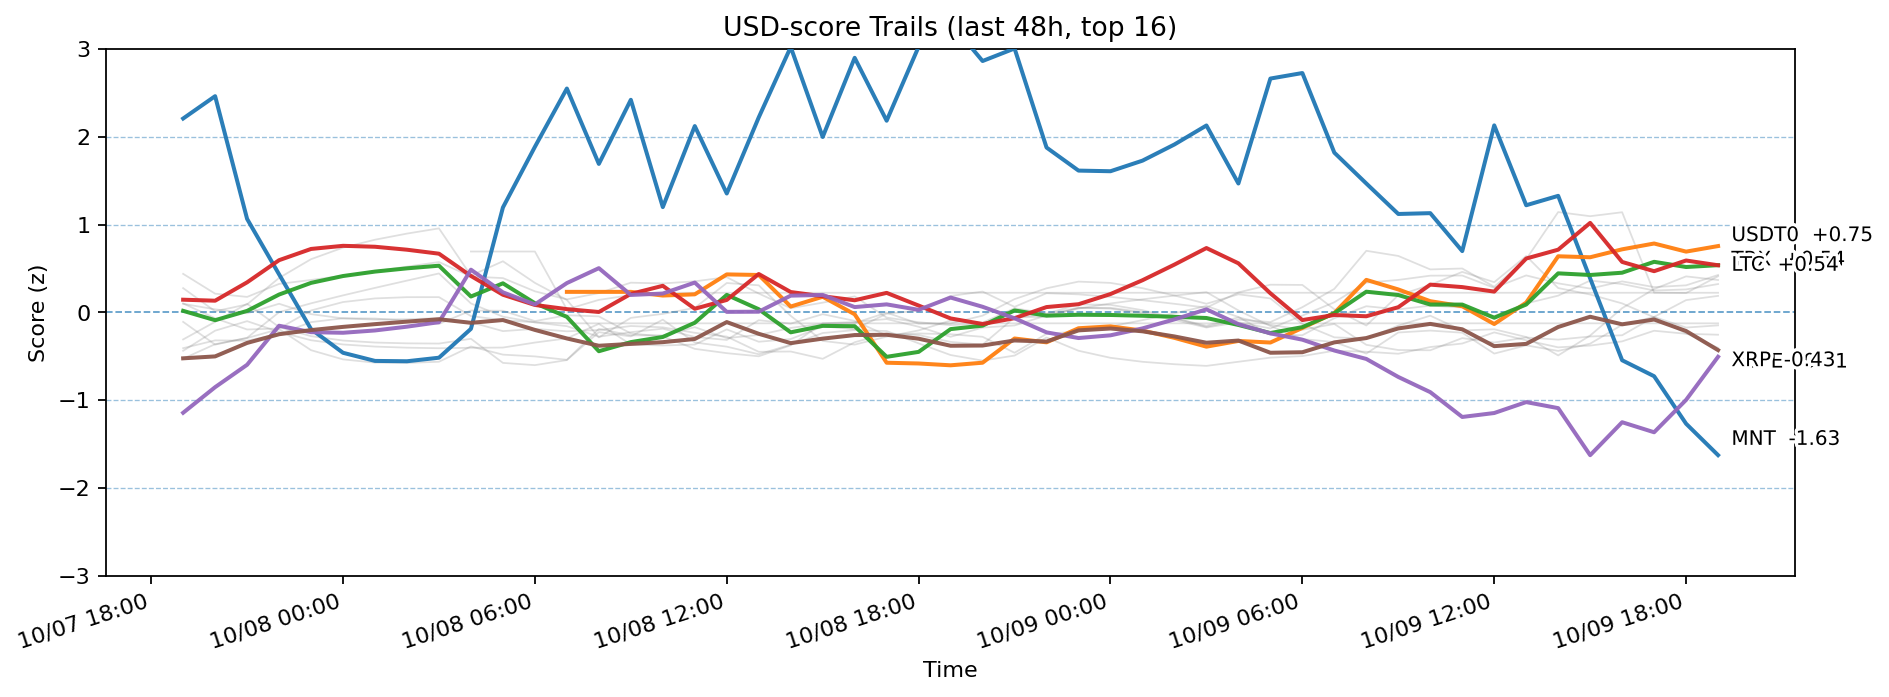 USD-score Trails (last 48h, top 16)
Score (z)
3
2
1
0
−1
−2
−3
USDT0 +0.75
LTC +0.54
MNT -1.63
10/07 18:00
10/08 00:00
10/08 06:00
10/08 12:00
10/08 18:00
10/09 00:00
10/09 06:00
10/09 12:00
10/09 18:00
Time